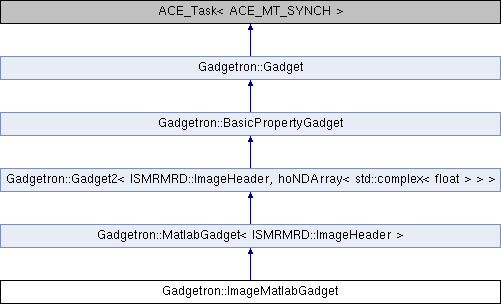 ACE_Task< ACE_MT_SYNCH >
Gadgetron::Gadget
Gadgetron::BasicPropertyGadget
Gadgetron::Gadget2< ISMRMRD::ImageHeader, hoNDArray< std::complex< float > > >
Gadgetron::MatlabGadget< ISMRMRD::ImageHeader >
Gadgetron::ImageMatlabGadget